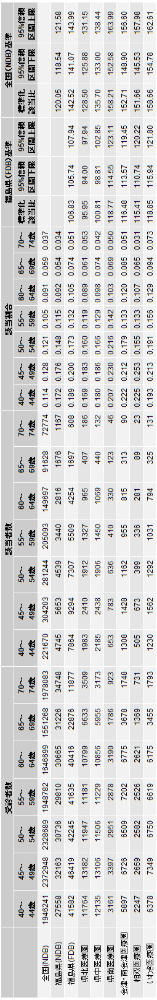 受診者数 該当者数 該当割合 福島県(FDB)基準 全国(NDB)基準
40～44歳 45～49歳 50～54歳 55～59歳 60～64歳 65～69歳 70～74歳 40～44歳 45～49歳 50～54歳 55～59歳 60～64歳 65～69歳 70～74歳 40～44歳 45～49歳 50～54歳 55～59歳 60～64歳 65～69歳 70～74歳 標準化該当比 95%信頼区間下限 95%信頼区間上限 標準化該当比 95%信頼区間下限 95%信頼区間上限
全国(NDB) 1946241 2372948 2328689 1948782 1646699 1551268 1978083 221670 304203 281244 205093 149697 91628 72774 0.114 0.128 0.121 0.105 0.091 0.059 0.037
福島県(NDB) 27558 32163 30736 29810 30695 31226 34748 4745 5653 4539 3440 2816 1676 1167 0.172 0.176 0.148 0.115 0.092 0.054 0.034 120.05 118.54 121.58
福島県(FDB) 41582 46419 42245 41635 40416 22876 11877 7864 9294 7307 5509 4254 1697 608 0.189 0.200 0.173 0.132 0.105 0.074 0.051 106.83 105.74 107.94 142.52 141.07 143.99
県北医療圏 11764 13182 11947 11181 10799 6633 3509 1983 2410 1912 1327 965 407 186 0.169 0.183 0.160 0.119 0.089 0.061 0.053 95.95 94.00 97.94 128.50 125.88 131.15
県中医療圏 12135 13106 11506 11229 10856 5955 3173 2185 2438 1906 1450 1069 440 132 0.180 0.186 0.166 0.129 0.098 0.074 0.042 100.81 98.81 102.85 135.70 133.00 138.44
県南医療圏 3161 3397 2951 2878 3190 1786 923 653 783 636 410 330 123 46 0.207 0.230 0.216 0.142 0.103 0.069 0.050 118.77 114.55 123.11 158.21 152.58 163.99
会津・南会津医療圏 5897 6726 6509 7202 6775 3678 1748 1308 1428 1162 955 815 313 90 0.222 0.212 0.179 0.133 0.120 0.085 0.051 116.48 113.57 119.45 152.71 148.90 156.60
相双医療圏 2247 2659 2582 2526 2621 1369 731 505 673 399 336 281 89 23 0.225 0.253 0.155 0.133 0.107 0.065 0.031 115.41 110.74 120.22 151.66 145.53 157.98
いわき医療圏 6378 7349 6750 6619 6175 3455 1793 1230 1562 1292 1031 794 325 131 0.193 0.213 0.191 0.156 0.129 0.094 0.073 118.85 115.94 121.80 158.66 154.78 162.61